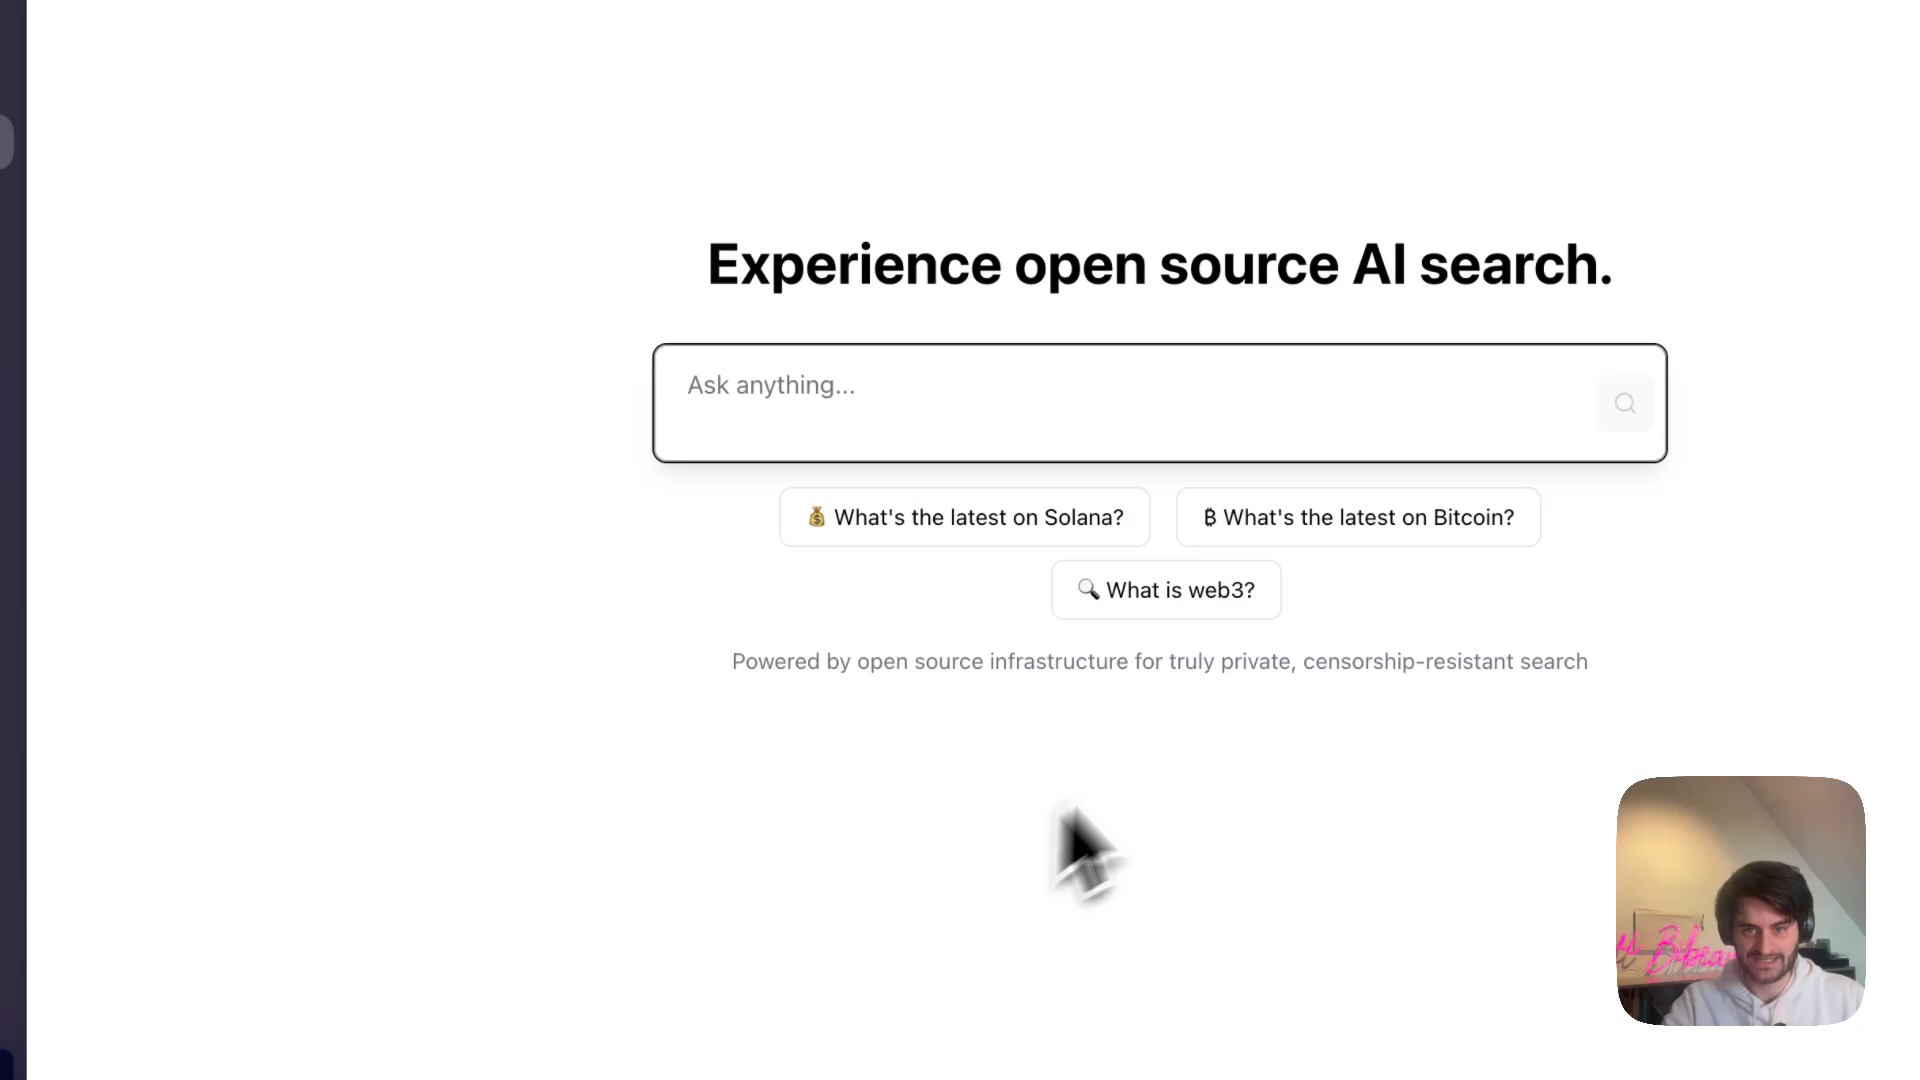 Experience open source AI search.
Ask anything...
💰 What's the latest on Solana?
₿ What's the latest on Bitcoin?
🔍 What is web3?
Powered by open source infrastructure for truly private, censorship-resistant search